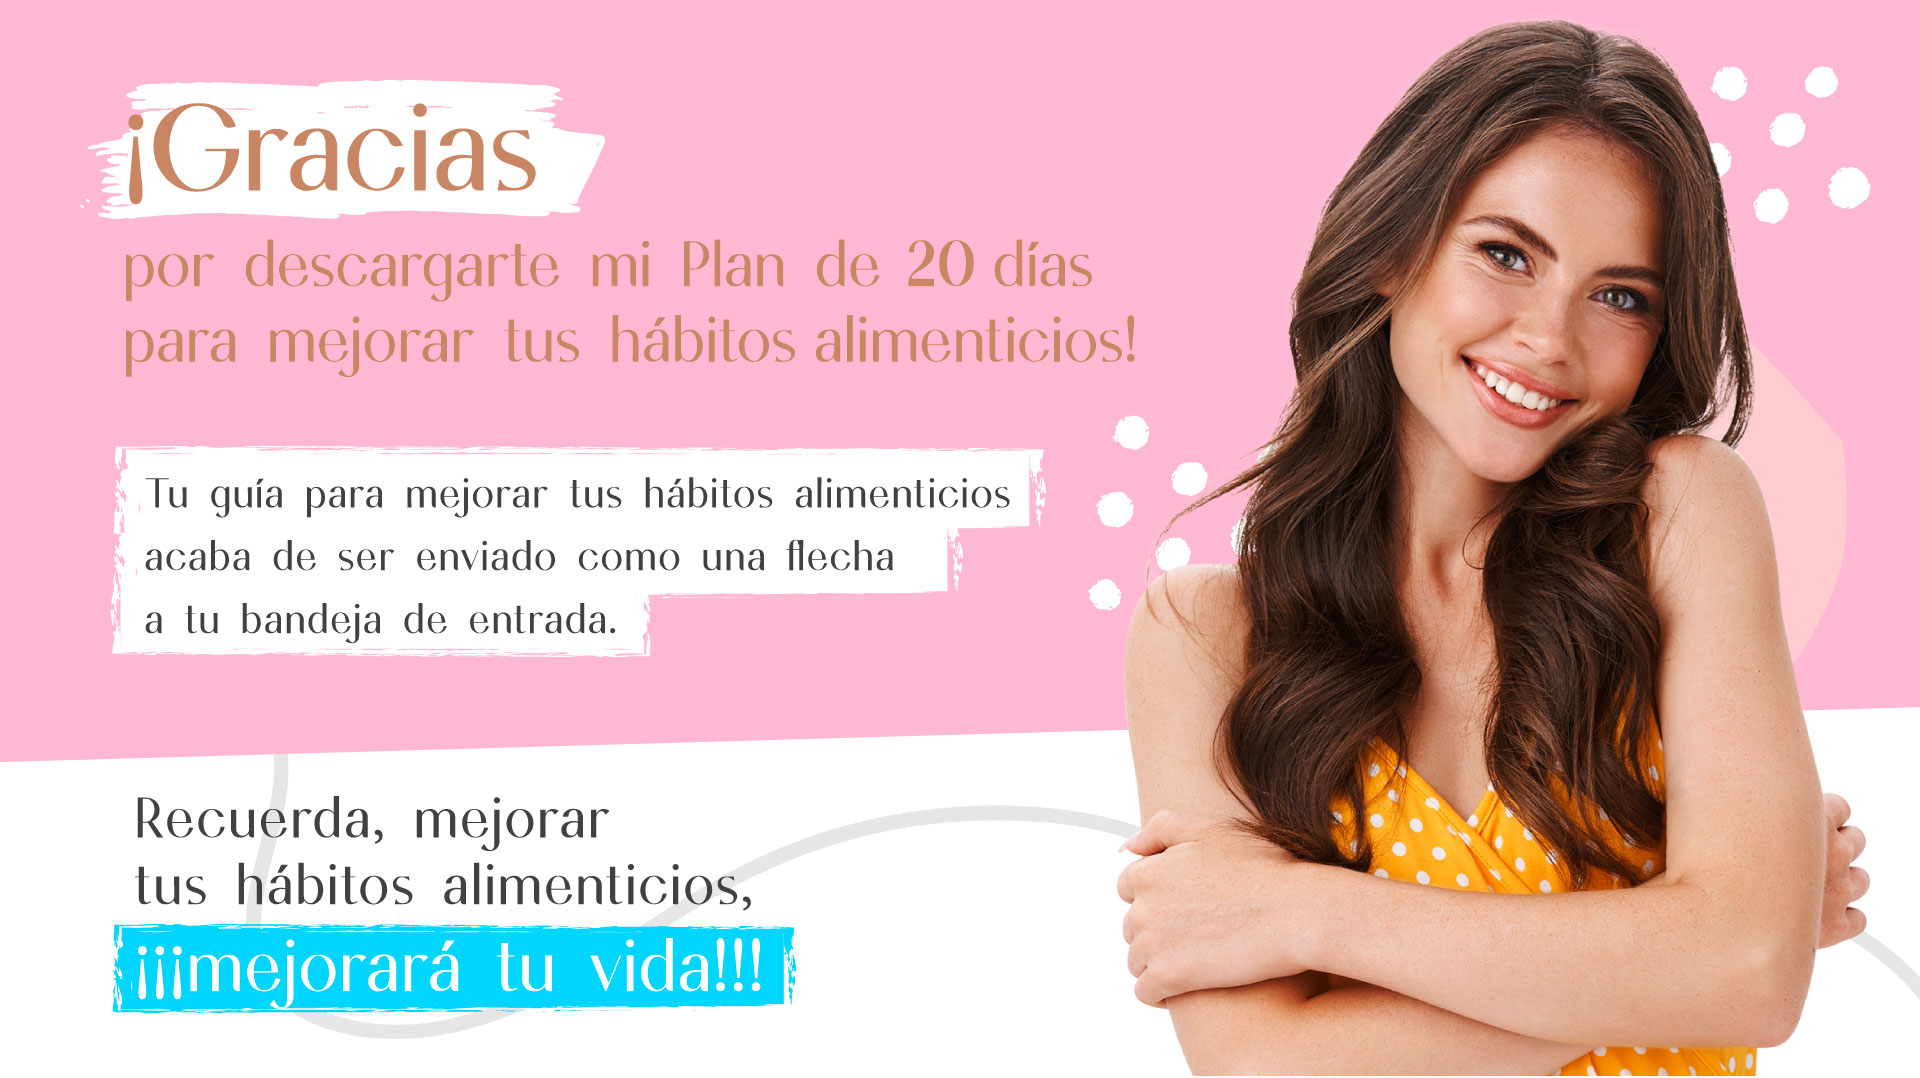 ¡Gracias
por descargarte mi Plan de 20 días
para mejorar tus hábitos alimenticios!
Tu guía para mejorar tus hábitos alimenticios
acaba de ser enviado como una flecha
a tu bandeja de entrada.
Recuerda, mejorar
tus hábitos alimenticios,
¡¡¡mejorará tu vida!!!